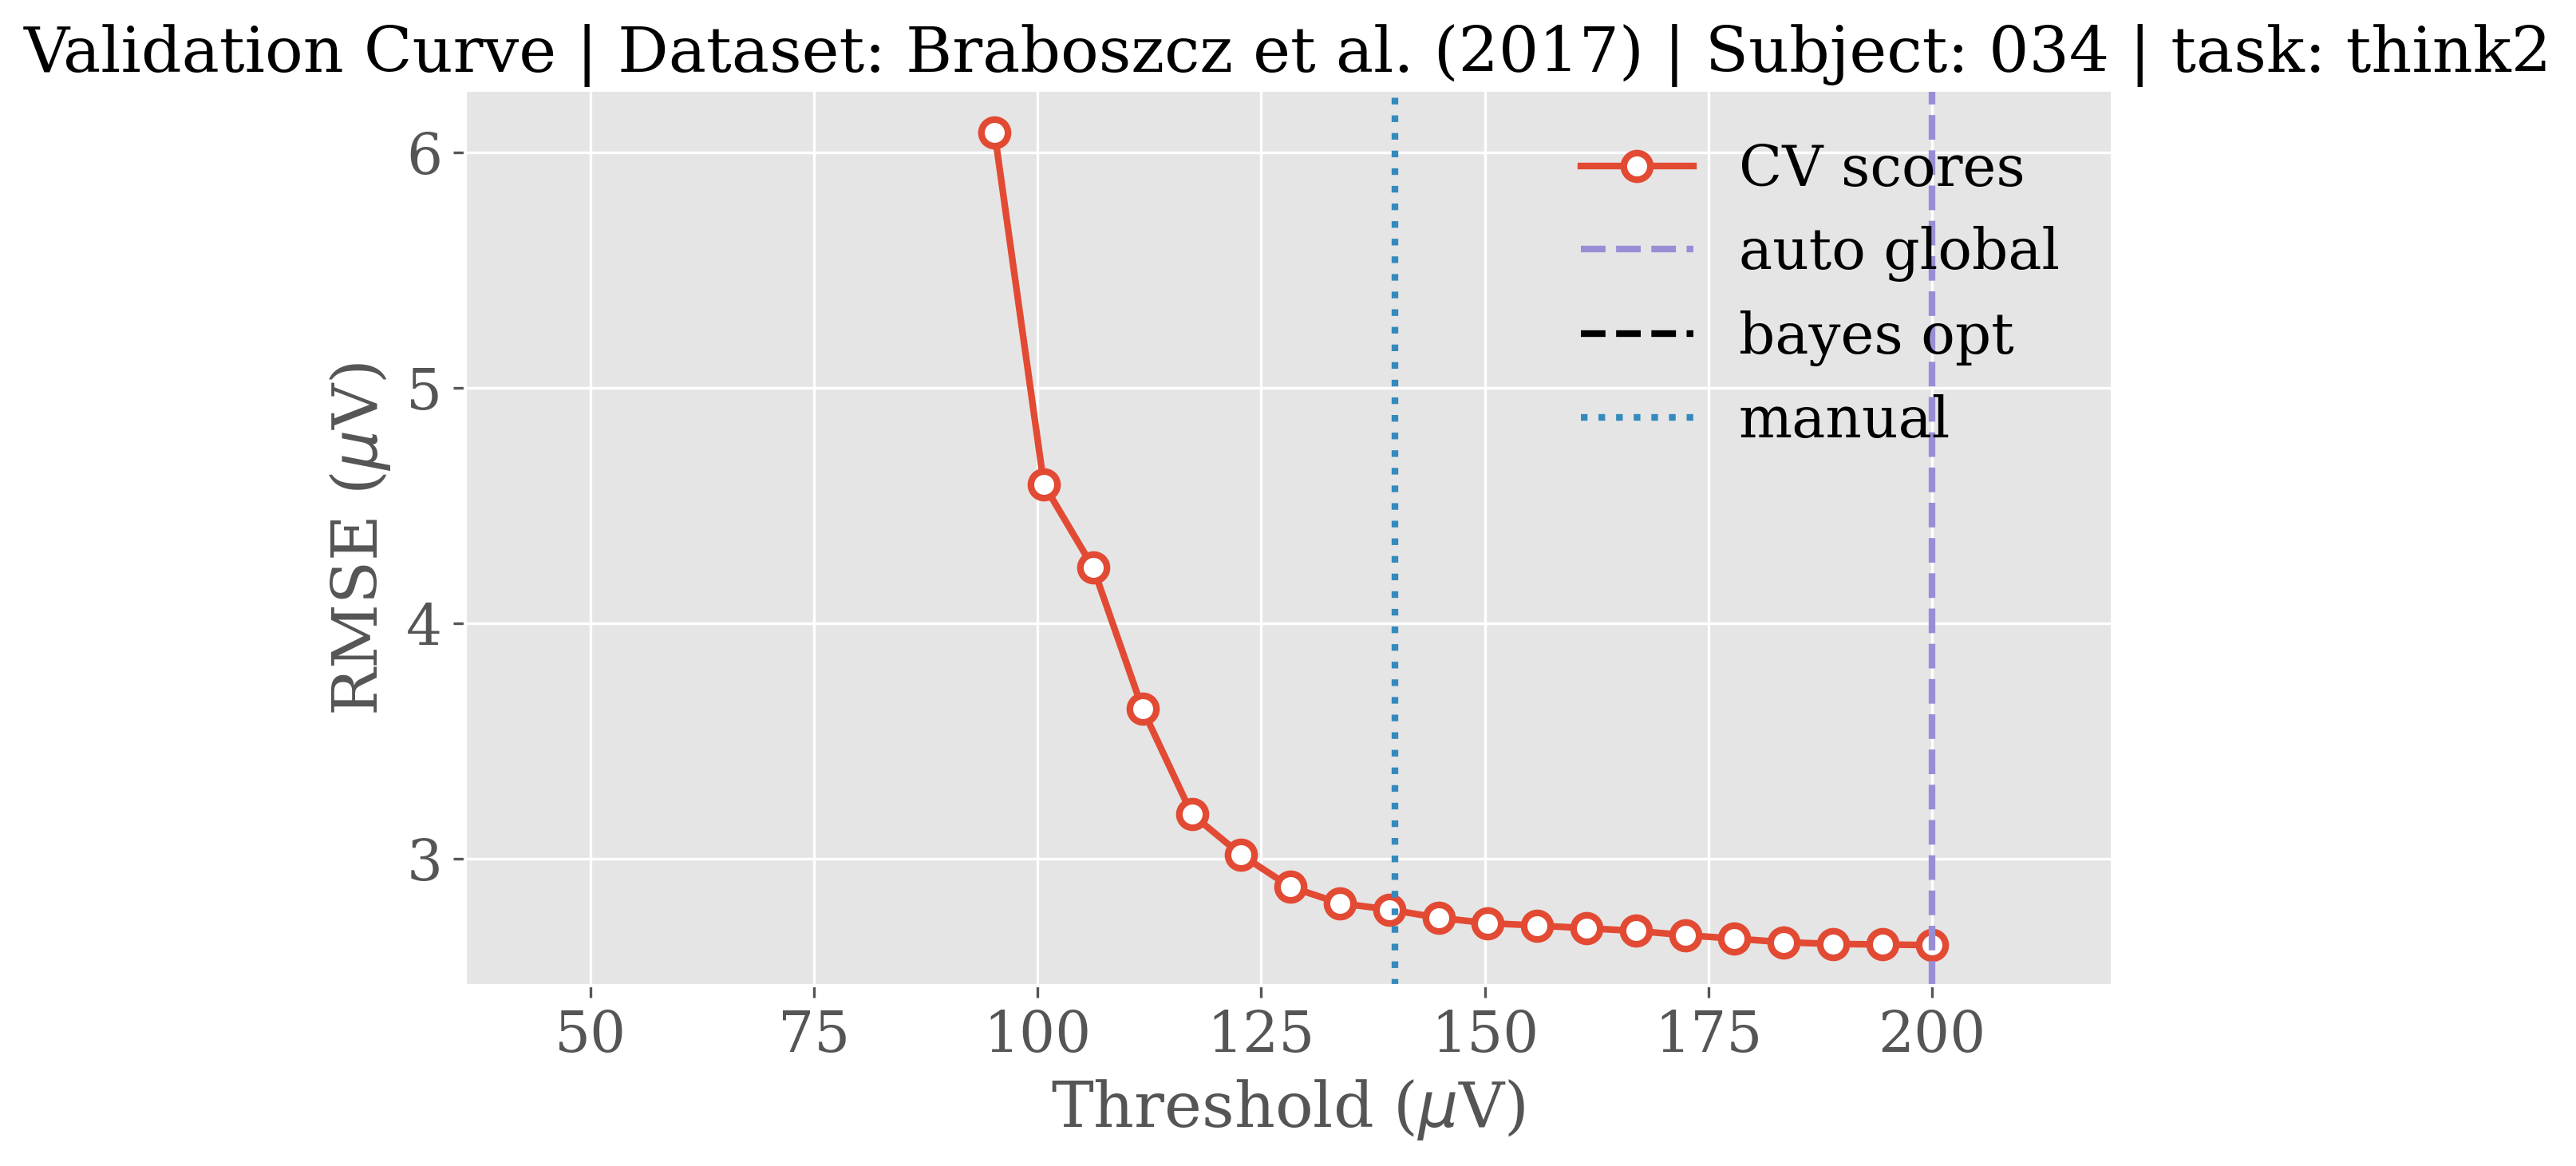 Validation Curve | Dataset: Braboszcz et al. (2017) | Subject: 034 | task: think2
6
5
4
3
RMSE (μV)
CV scores
auto global
bayes opt
manual
50 75 100 125 150 175 200
Threshold (μV)